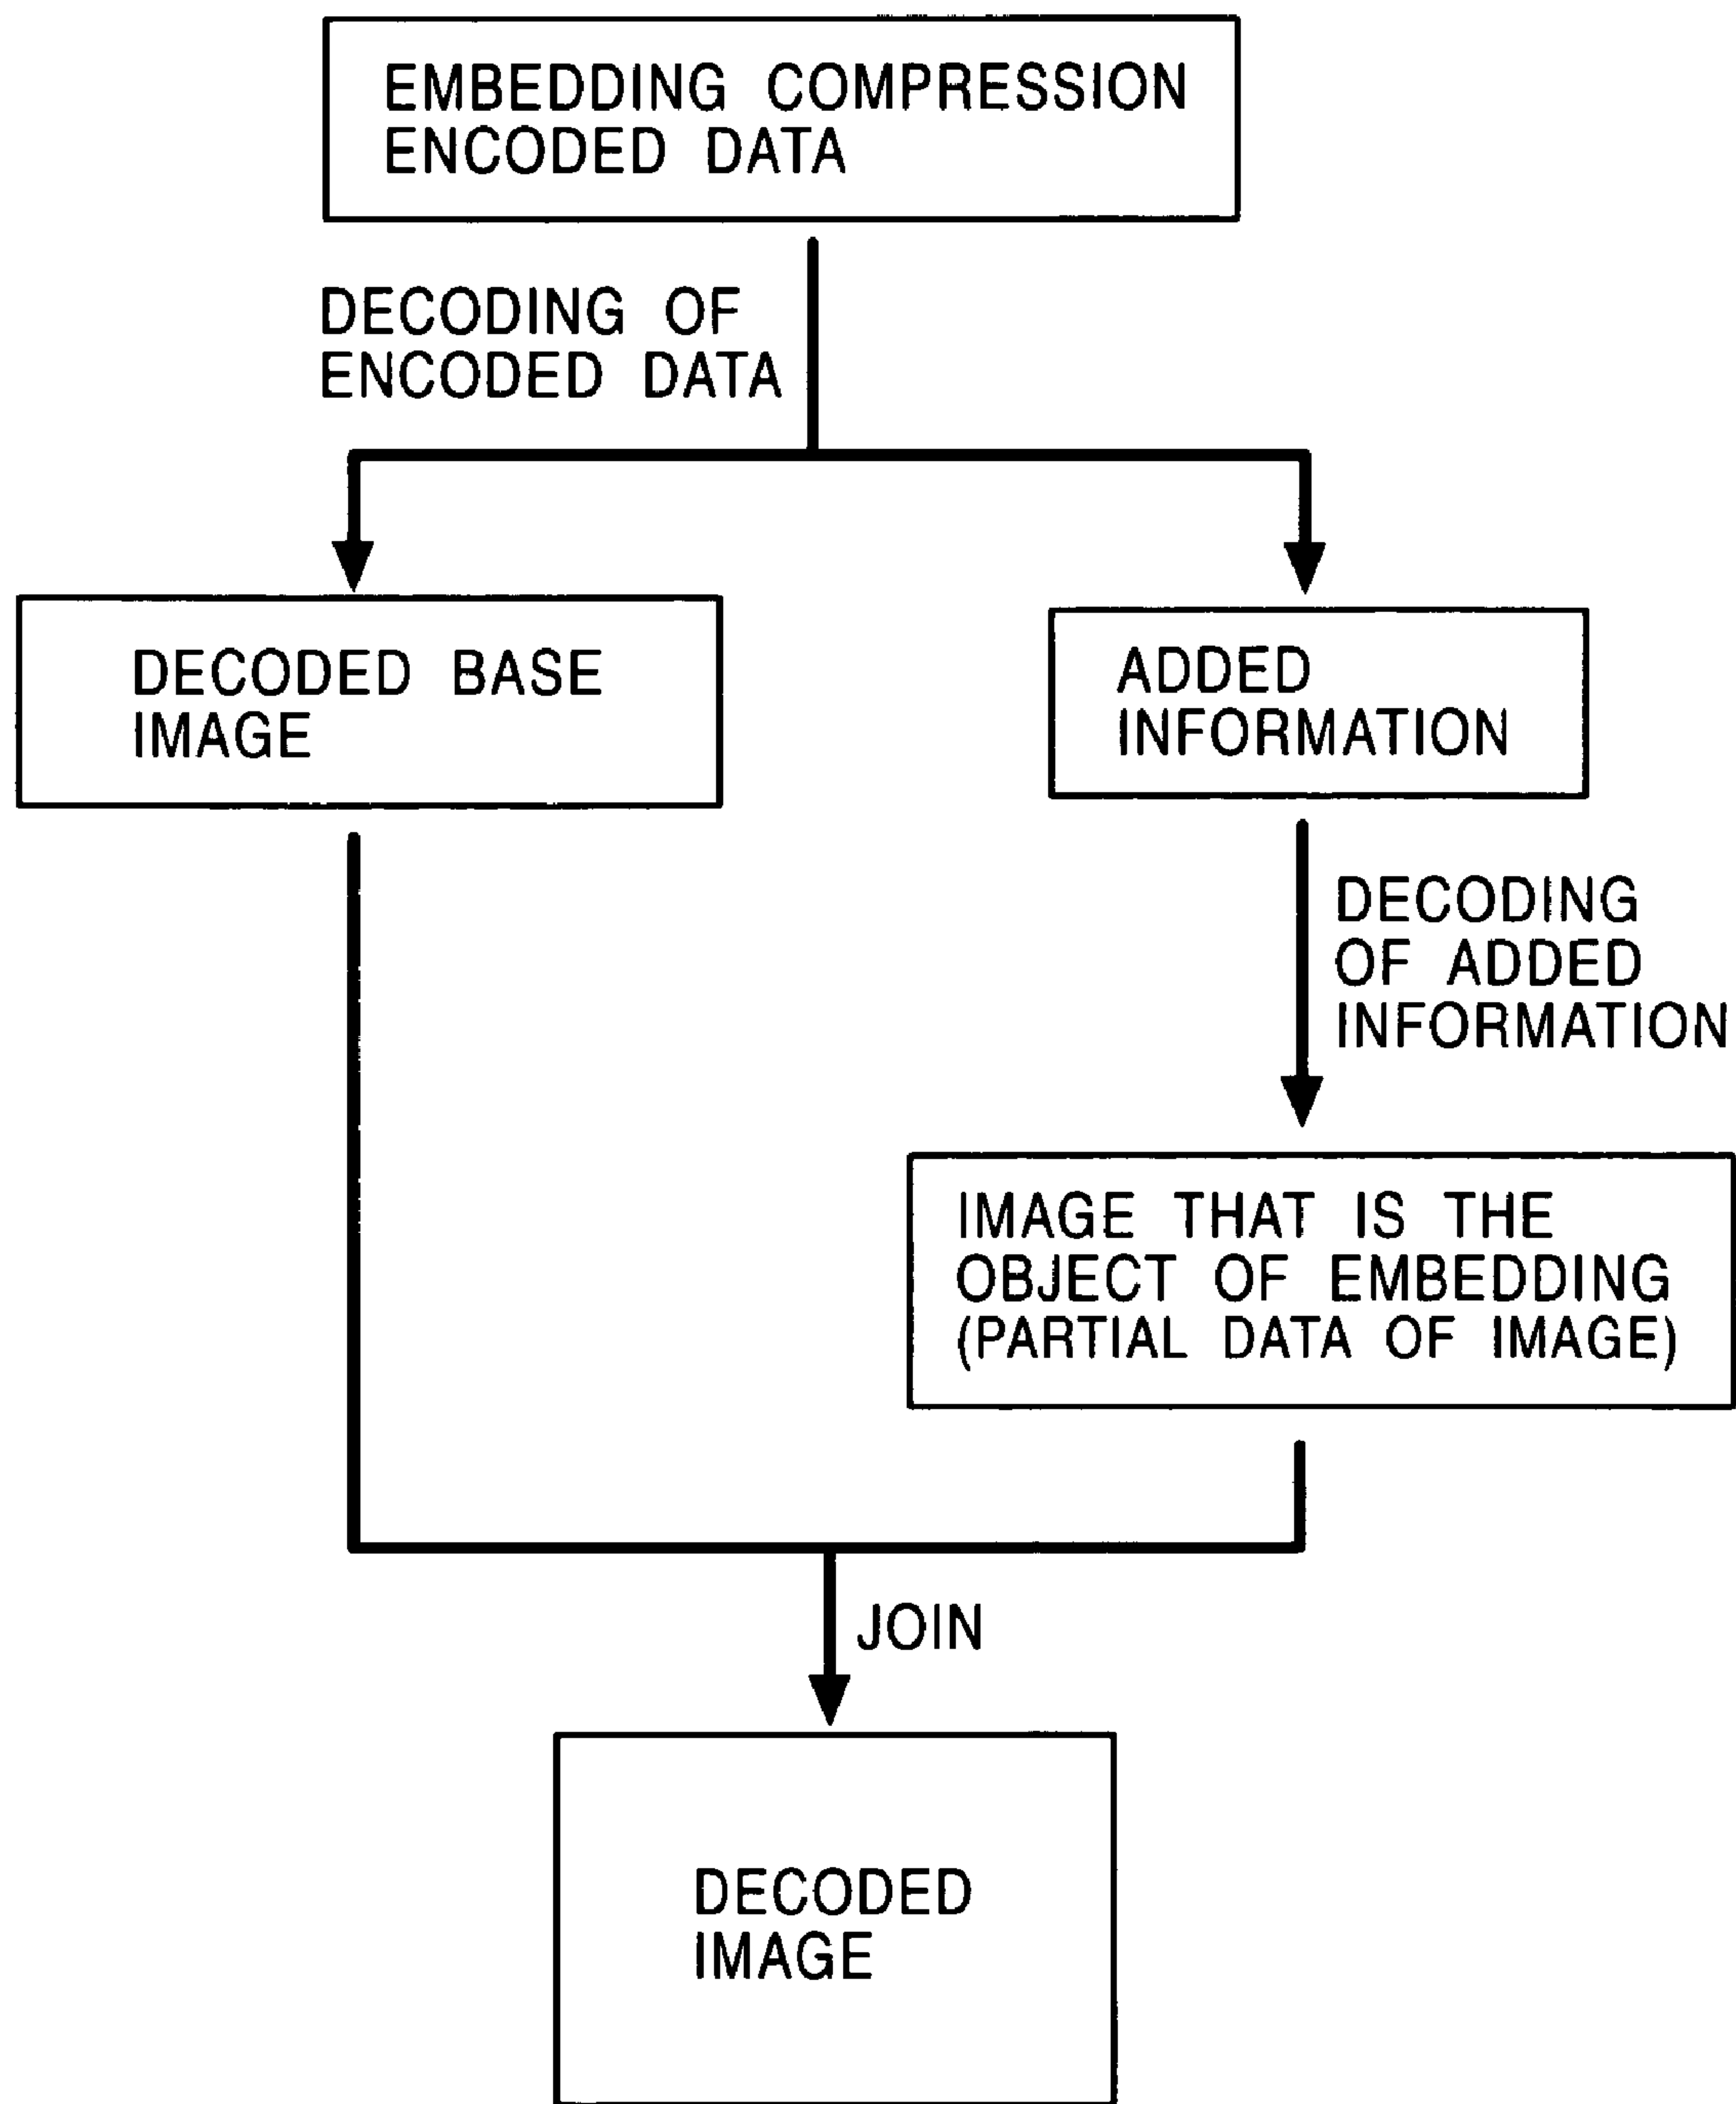 EMBEDDING COMPRESSION
ENCODED DATA
DECODING OF
ENCODED DATA
DECODED BASE
IMAGE
ADDED
INFORMATION
DECODING
OF ADDED
INFORMATION
IMAGE THAT IS THE
OBJECT OF EMBEDDING
(PARTIAL DATA OF IMAGE)
JOIN
DECODED
IMAGE